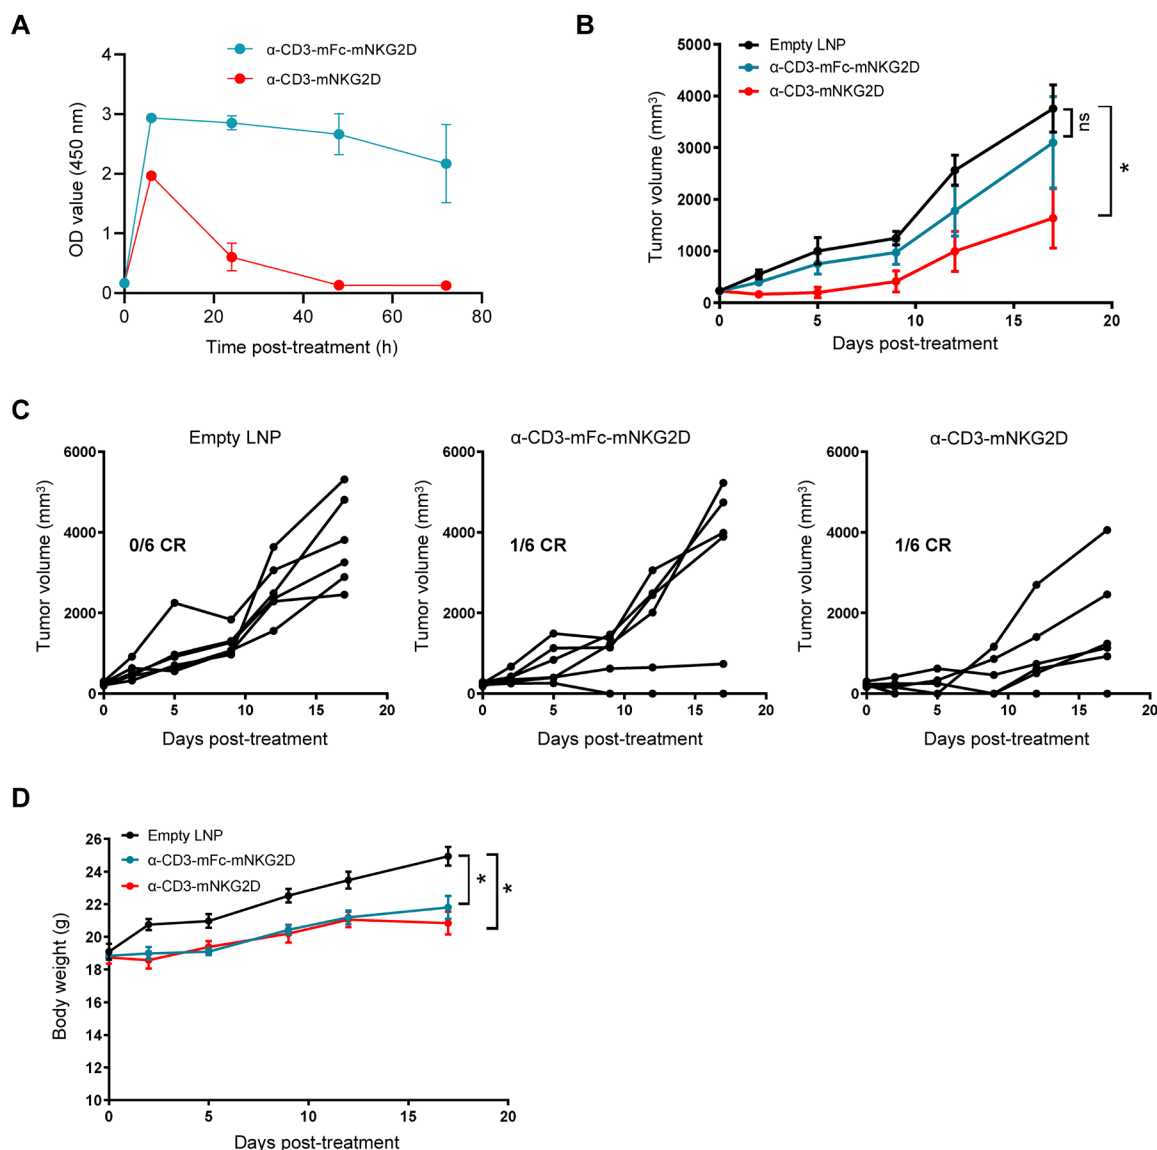 A
α-CD3-mFc-mNKG2D
α-CD3-mNKG2D
4
3
2
1
0
OD value (450 nm)
0
20
40
60
80
Time post-treatment (h)
B
Empty LNP
α-CD3-mFc-mNKG2D
α-CD3-mNKG2D
5000
4000
3000
2000
1000
0
Tumor volume (mm³)
ns
*
0
5
10
15
20
Days post-treatment
C
Empty LNP
6000
4000
2000
0
Tumor volume (mm³)
0/6 CR
0
5
10
15
20
Days post-treatment
α-CD3-mFc-mNKG2D
6000
4000
2000
0
Tumor volume (mm³)
1/6 CR
0
5
10
15
20
Days post-treatment
α-CD3-mNKG2D
6000
4000
2000
0
Tumor volume (mm³)
1/6 CR
0
5
10
15
20
Days post-treatment
D
Empty LNP
α-CD3-mFc-mNKG2D
α-CD3-mNKG2D
26
24
22
20
18
16
14
12
10
Body weight (g)
*
*
0
5
10
15
20
Days post-treatment